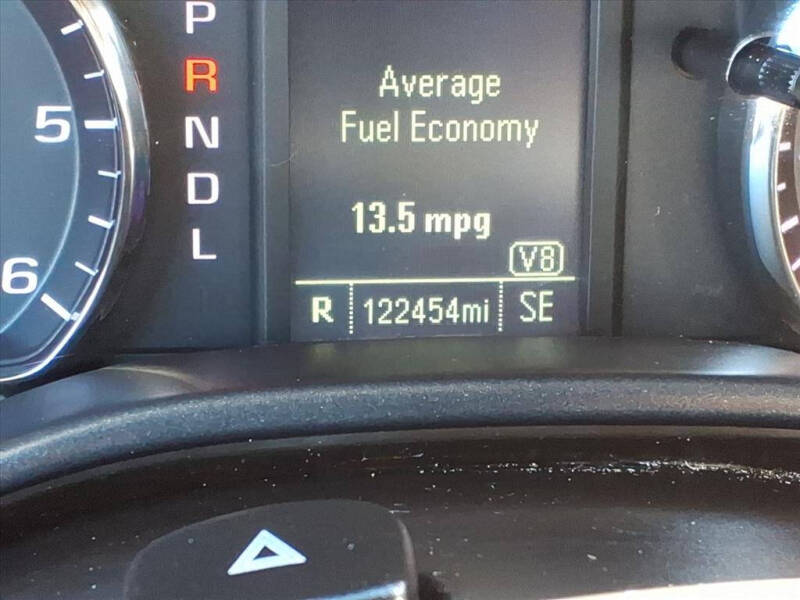 5
6
P
R
N
D
L
Average
Fuel Economy
13.5 mpg
V8
R 122454mi SE